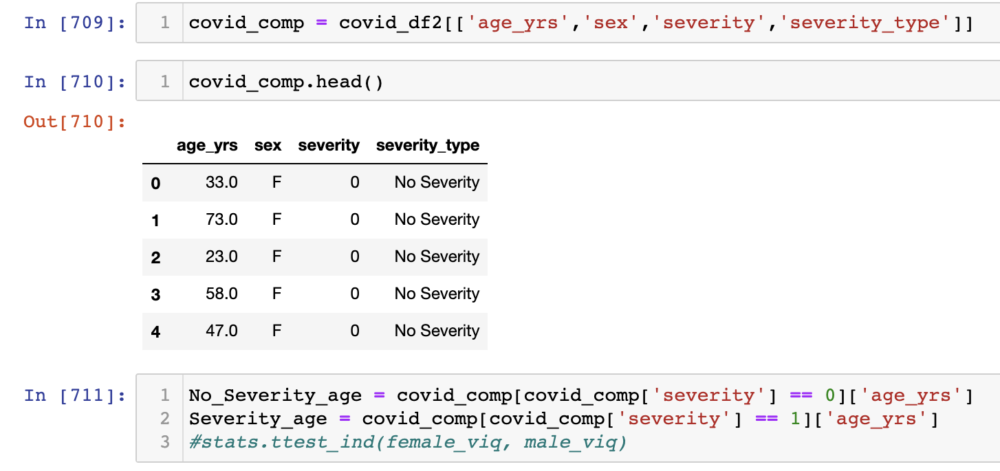 In [709]: 1 covid_comp = covid_df2[['age_yrs','sex','severity','severity_type']]
In [710]: 1 covid_comp.head()
Out[710]:
age_yrs sex severity severity_type
0 33.0 F 0 No Severity
1 73.0 F 0 No Severity
2 23.0 F 0 No Severity
3 58.0 F 0 No Severity
4 47.0 F 0 No Severity
In [711]: 1 No_Severity_age = covid_comp[covid_comp['severity'] == 0]['age_yrs']
2 Severity_age = covid_comp[covid_comp['severity'] == 1]['age_yrs']
3 #stats.ttest_ind(female_viq, male_viq)